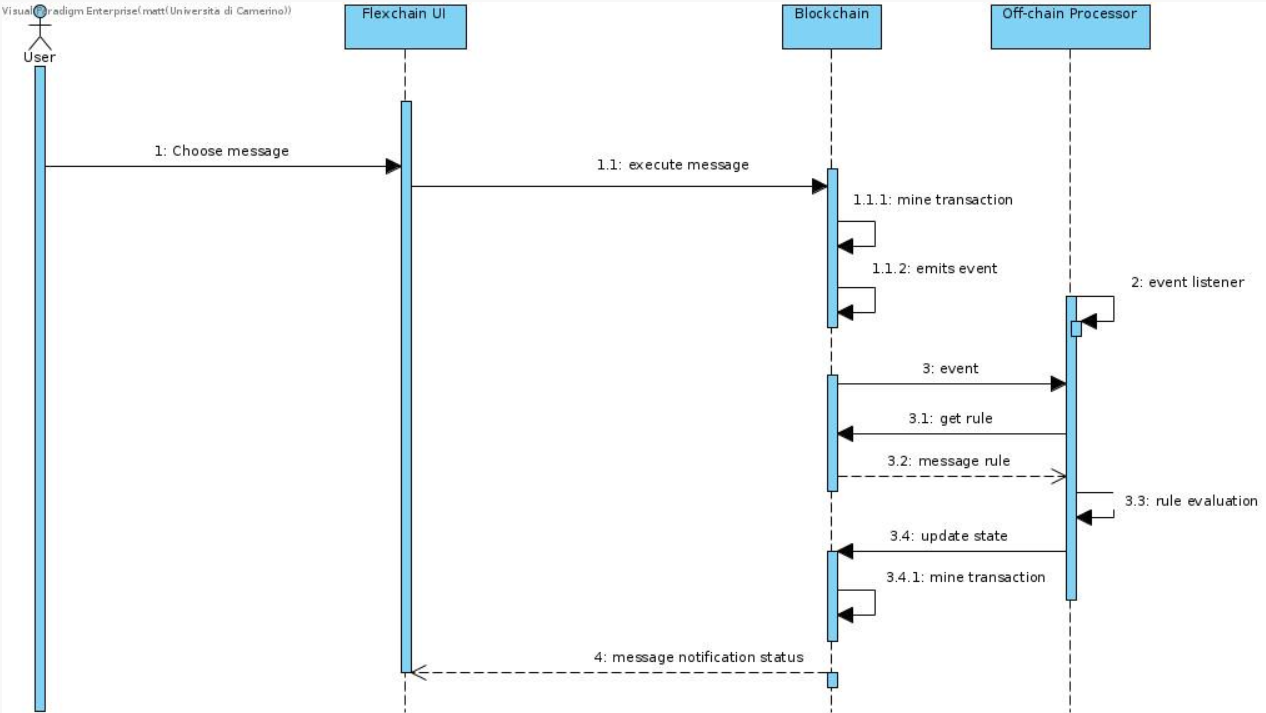 Visual Paradigm Enterprise(matt(Università di Camerino))
User
Flexchain UI
Blockchain
Off-chain Processor
1: Choose message
1.1: execute message
1.1.1: mine transaction
1.1.2: emits event
2: event listener
3: event
3.1: get rule
3.2: message rule
3.3: rule evaluation
3.4: update state
3.4.1: mine transaction
4: message notification status